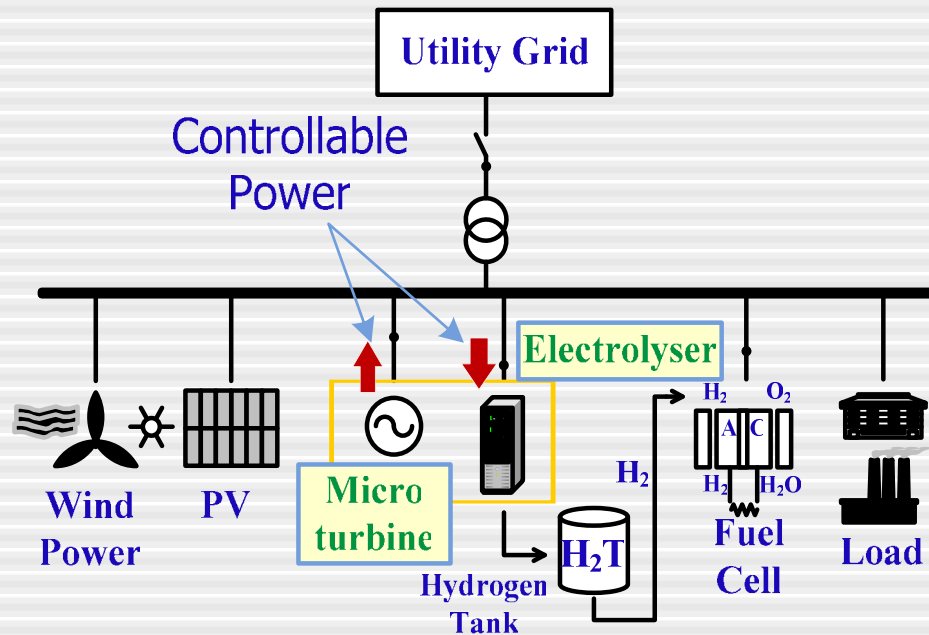 Utility Grid
Controllable
Power
Electrolyser
H₂
O₂
A
C
H₂
H₂O
H₂
Micro
turbine
Wind
Power
PV
H₂T
Hydrogen
Tank
Fuel
Cell
Load